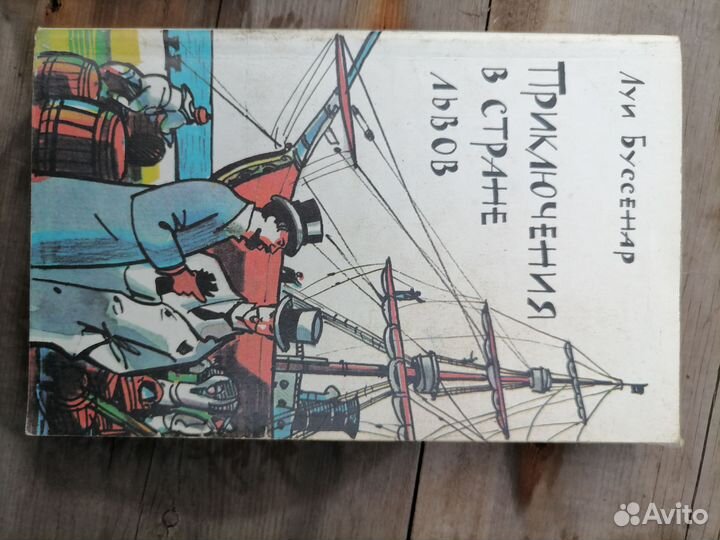 Луи Буссенар
ПРИКЛЮЧЕНИЯ
В СТРАНЕ
ЛЬВОВ
Avito